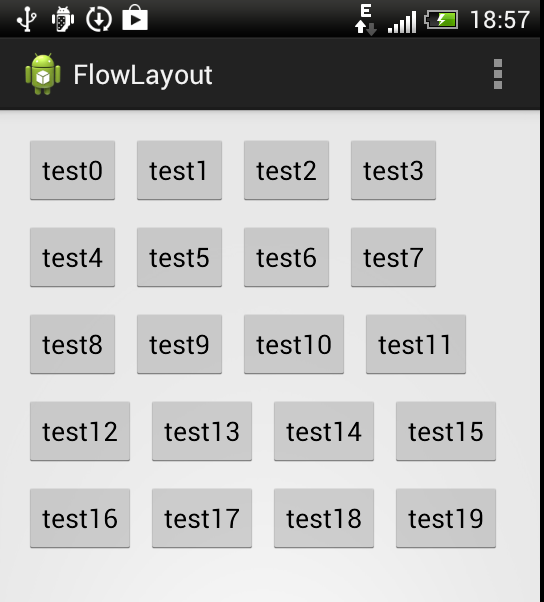 E 18:57
FlowLayout
test0 test1 test2 test3
test4 test5 test6 test7
test8 test9 test10 test11
test12 test13 test14 test15
test16 test17 test18 test19